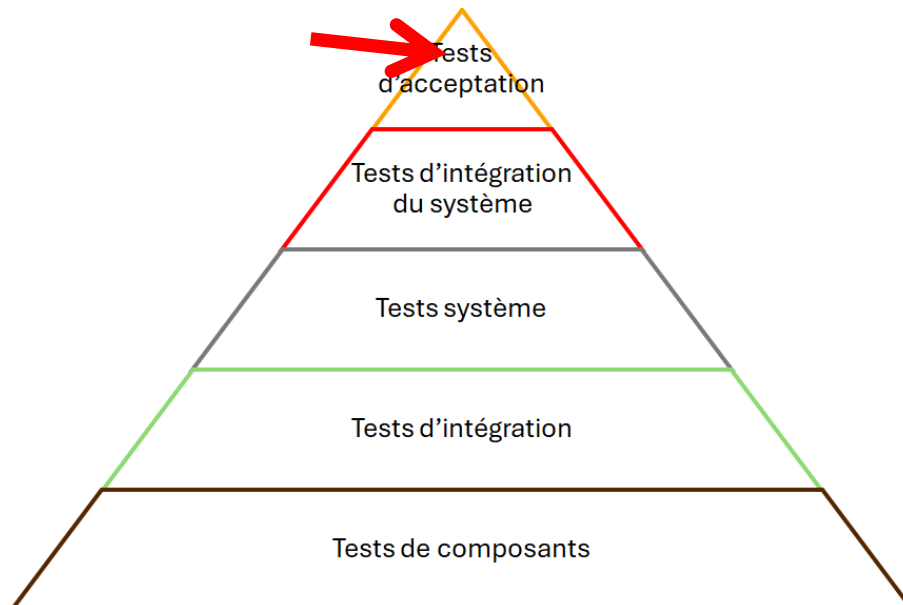 Tests
d’acceptation
Tests d’intégration
du système
Tests système
Tests d’intégration
Tests de composants